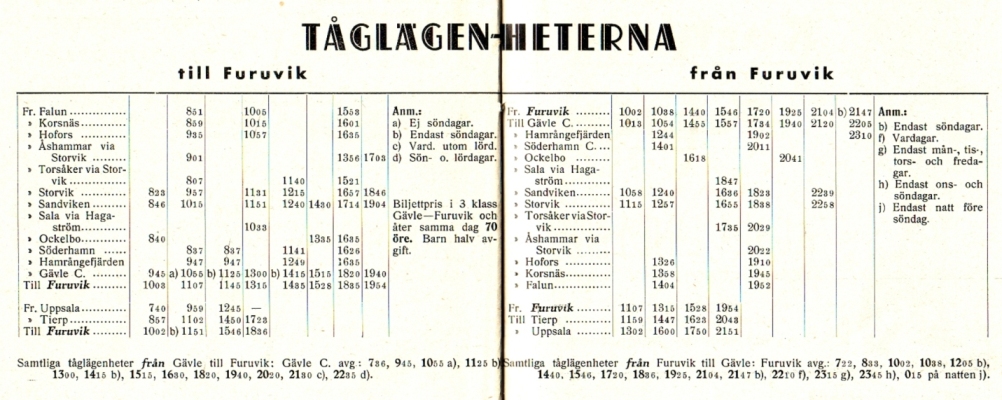 TÅGLÄGENHETERNA
till Furuvik
Fr. Falun 851 1005 1553
» Korsnäs 859 1015 1601
» Hofors 935 1057 1635
» Åshammar via
Storvik 901 1356 1703
» Torsåker via Stor-
vik 807 1140 1521
» Storvik 823 957 1131 1215 1657 1846
» Sandviken 846 1015 1151 1240 1430 1714 1904
» Sala via Haga-
ström 1033
» Ockelbo 840 1335 1635
» Söderhamn 837 837 1141 1626
» Hamrångefjärden 947 947 1249 1635
» Gävle C. 945 a) 1055 b) 1125 1300 b) 1415 1515 1820 1940
Till Furuvik 1003 1107 1145 1315 1435 1528 1835 1954
Fr. Uppsala 740 959 1245 —
» Tierp 857 1102 1450 1723
Till Furuvik 1002 b) 1151 1546 1836
Anm.:
a) Ej söndagar.
b) Endast söndagar.
c) Vard. utom lörd.
d) Sön- o. lördagar.
Biljettpris i 3 klass
Gävle—Furuvik och
åter samma dag 70
öre. Barn halv av-
gift.
Samtliga tåglägenheter från Gävle till Furuvik: Gävle C. avg: 736, 945, 1055 a), 1125 b)
1300, 1415 b), 1515, 1630, 1820, 1940, 2020, 2130 c), 2235 d).
från Furuvik
Fr. Furuvik 1002 1038 1440 1546 1720 1925 2104 b) 2147
Till Gävle C. 1013 1054 1455 1557 1734 1940 2120 2205
» Hamrångefjärden 1244 1902 2310
» Söderhamn C. 1401 2011
» Ockelbo 1618 2041
» Sala via Haga-
ström 1847
» Sandviken 1058 1240 1636 1823 2239
» Storvik 1115 1257 1655 1838 2258
» Torsåker via Stor-
vik 1735 2029
» Åshammar via
Storvik 2022
» Hofors 1326 1910
» Korsnäs 1358 1945
» Falun 1404 1952
Fr. Furuvik 1107 1315 1528 1954
Till Tierp 1159 1447 1623 2043
» Uppsala 1302 1600 1750 2151
Anm.:
b) Endast söndagar.
f) Vardagar.
g) Endast mån-, tis-,
tors- och freda-
gar.
h) Endast ons- och
söndagar.
j) Endast natt före
söndag.
Samtliga tåglägenheter från Furuvik till Gävle: Furuvik avg.: 722, 833, 1002, 1038, 1205 b),
1440, 1546, 1720, 1836, 1925, 2104, 2147 b), 2210 f), 2315 g), 2345 h), 015 på natten j).